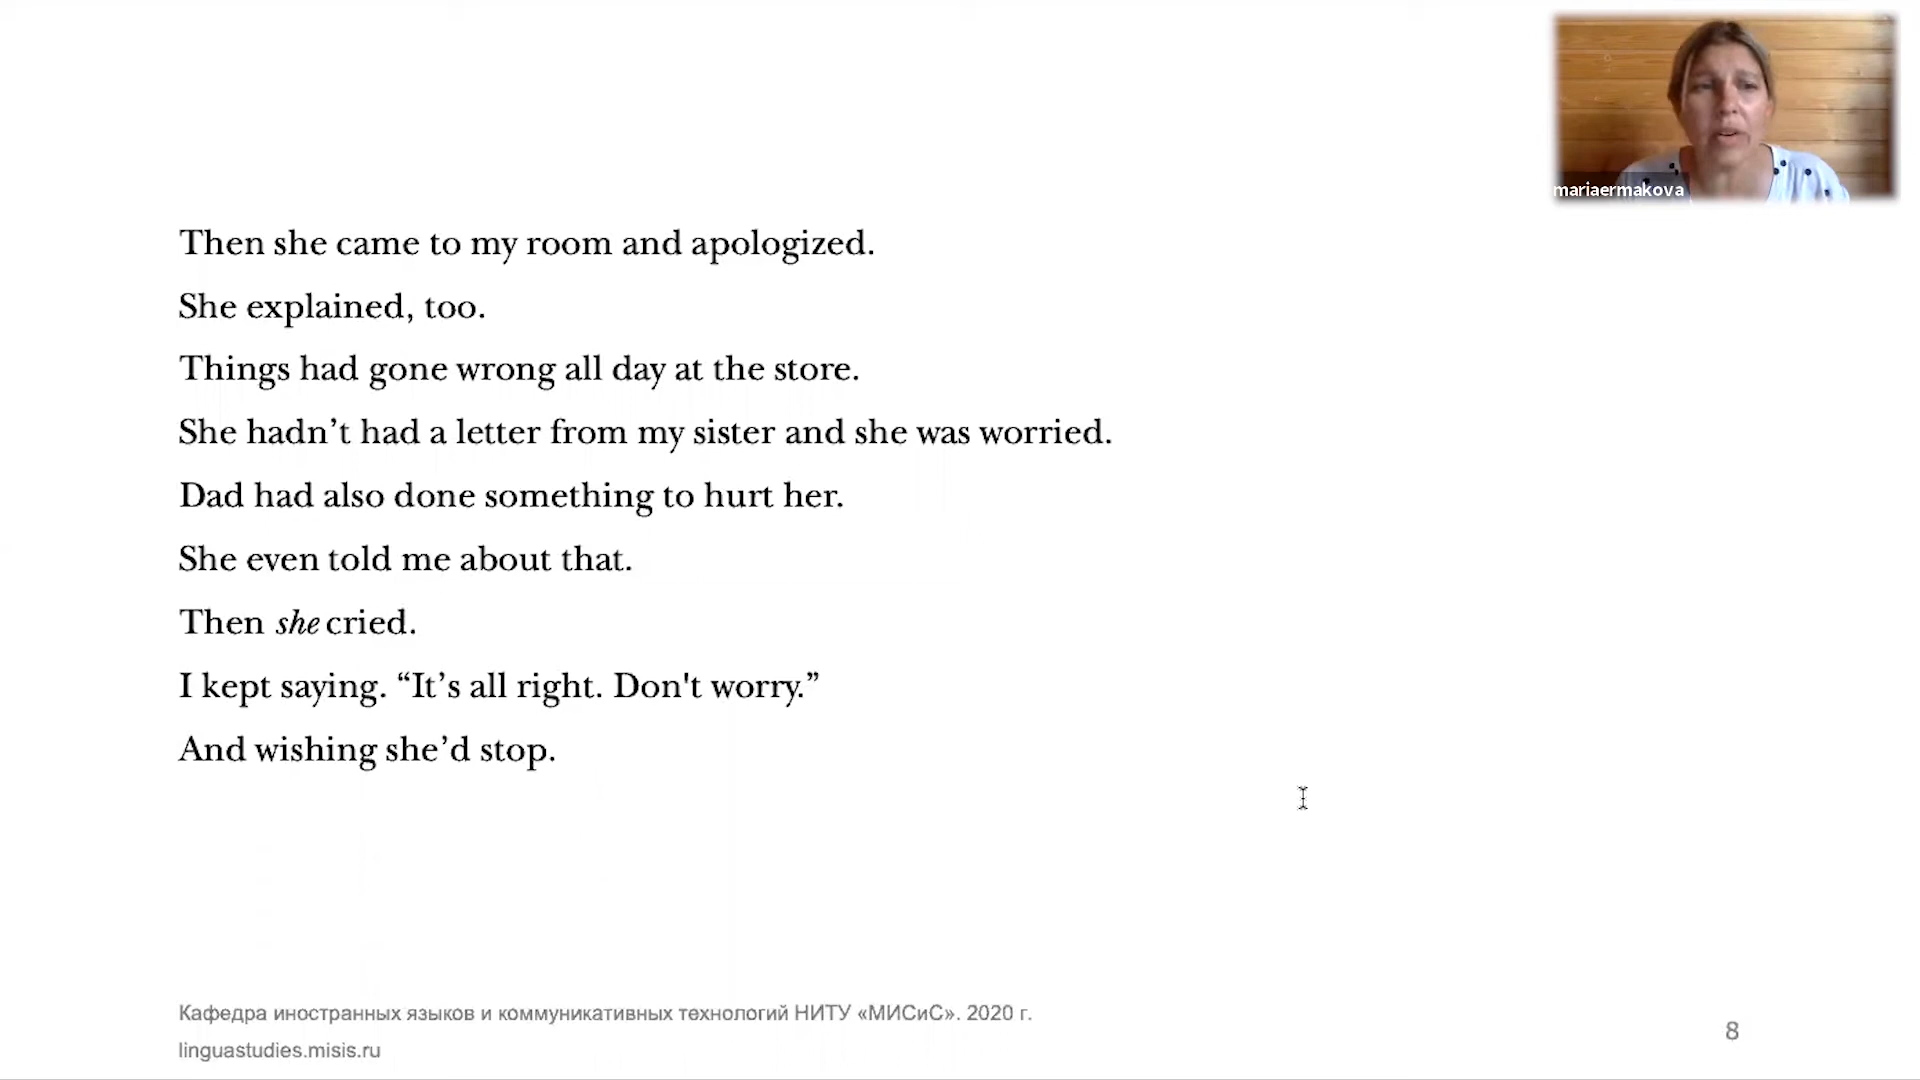 mariaermakova
Then she came to my room and apologized.
She explained, too.
Things had gone wrong all day at the store.
She hadn’t had a letter from my sister and she was worried.
Dad had also done something to hurt her.
She even told me about that.
Then she cried.
I kept saying. “It’s all right. Don't worry.”
And wishing she’d stop.
Кафедра иностранных языков и коммуникативных технологий НИТУ «МИСиС». 2020 г.
linguastudies.misis.ru
8